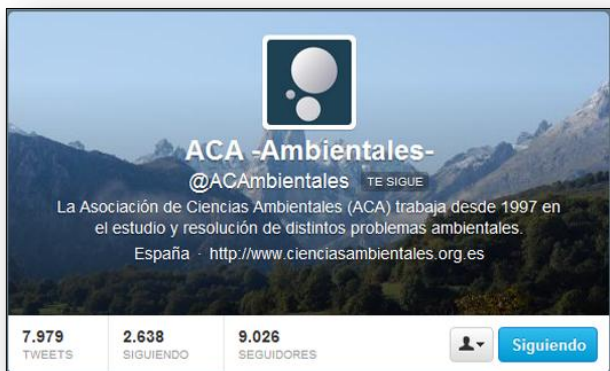 ACA -Ambientales-
@ACAmbientales TE SIGUE
La Asociación de Ciencias Ambientales (ACA) trabaja desde 1997 en
el estudio y resolución de distintos problemas ambientales.
España · http://www.cienciasambientales.org.es
7.979 2.638 9.026
TWEETS SIGUIENDO SEGUIDORES
Siguiendo